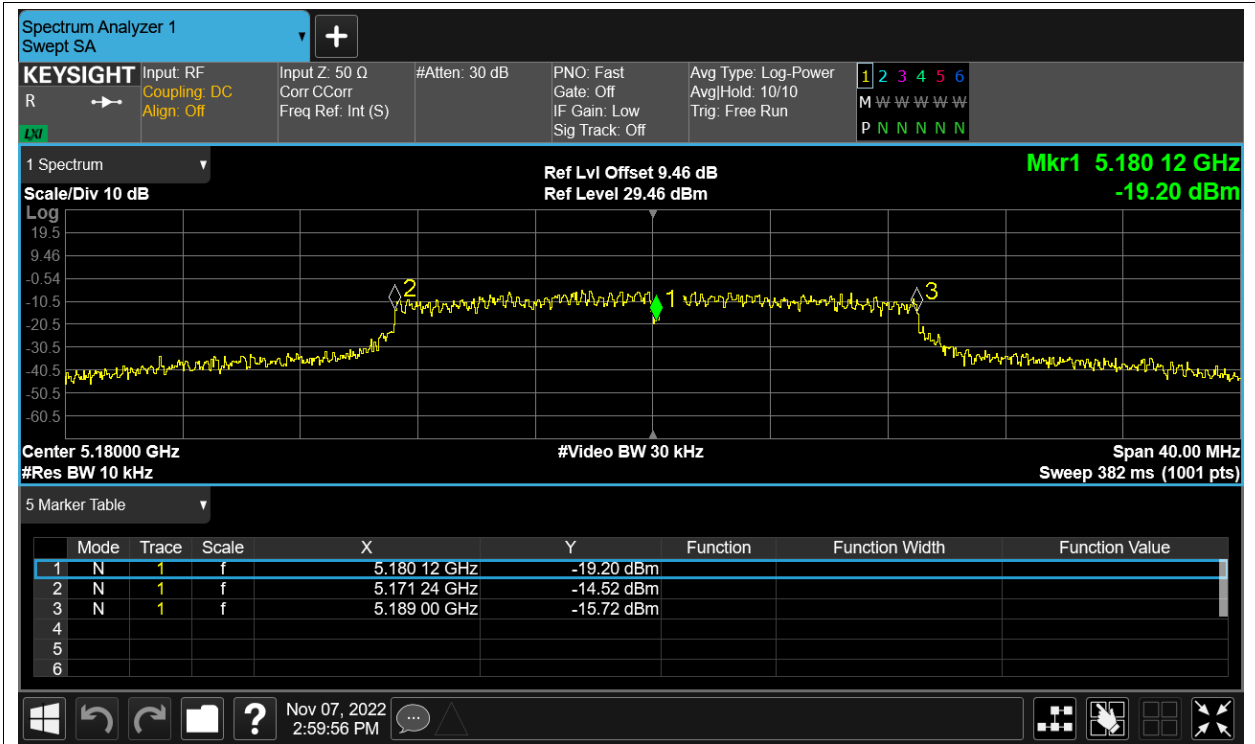 Spectrum Analyzer 1
Swept SA
+
KEYSIGHT
R
LXI
Input: RF
Coupling: DC
Align: Off
Input Z: 50 Ω
Corr CCorr
Freq Ref: Int (S)
#Atten: 30 dB
PNO: Fast
Gate: Off
IF Gain: Low
Sig Track: Off
Avg Type: Log-Power
Avg|Hold: 10/10
Trig: Free Run
1 2 3 4 5 6
M W W W W W
P N N N N N
1 Spectrum
Scale/Div 10 dB
Ref Lvl Offset 9.46 dB
Ref Level 29.46 dBm
Mkr1 5.180 12 GHz
-19.20 dBm
Log
19.5
9.46
-0.54
-10.5
-20.5
-30.5
-40.5
-50.5
-60.5
2
1
3
Center 5.18000 GHz
#Video BW 30 kHz
Span 40.00 MHz
#Res BW 10 kHz
Sweep 382 ms (1001 pts)
5 Marker Table
Mode Trace Scale X Y Function Function Width Function Value
1 N 1 f 5.180 12 GHz -19.20 dBm
2 N 1 f 5.171 24 GHz -14.52 dBm
3 N 1 f 5.189 00 GHz -15.72 dBm
4
5
6
?
Nov 07, 2022
2:59:56 PM